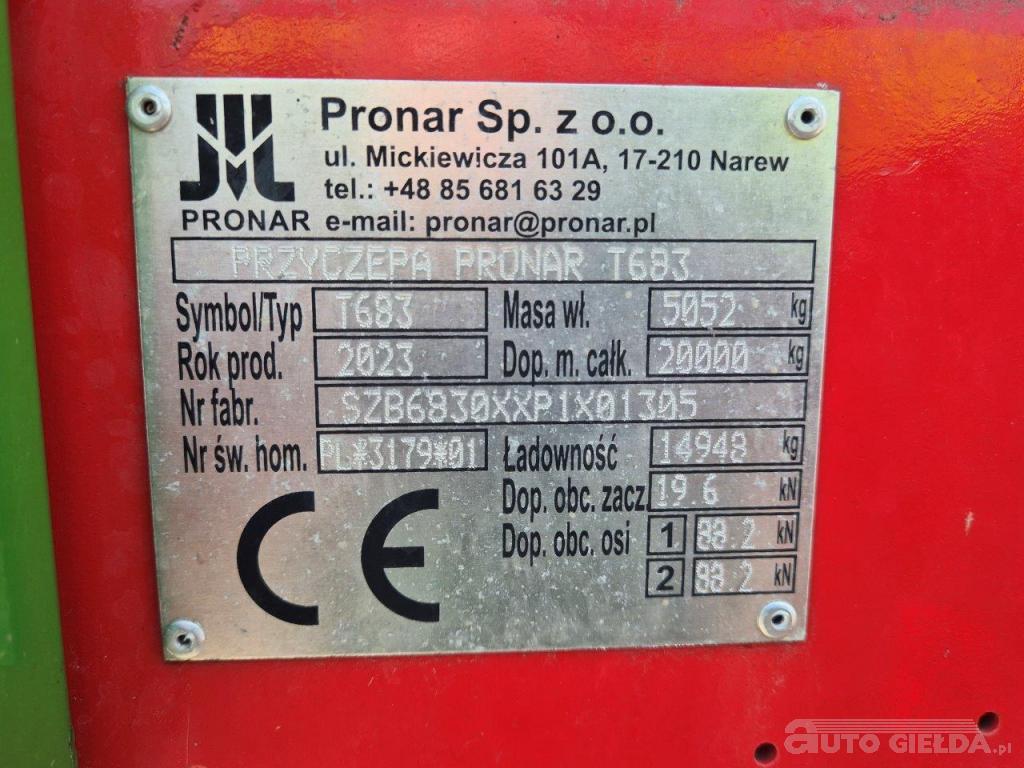 Pronar Sp. z o.o.
ul. Mickiewicza 101A, 17-210 Narew
tel.: +48 85 681 63 29
PRONAR e-mail: pronar@pronar.pl
PRZYCZEPA PRONAR T683
Symbol/Typ T683 Masa wł. 5052 kg
Rok prod. 2023 Dop. m. całk. 20000 kg
Nr fabr. SZB6830XXP1X01305
Nr św. hom. PL*3179*01 Ładowność 14948 kg
Dop. obc. zacz. 19.6 kN
Dop. obc. osi 1 88.2 kN
2 88.2 kN
CE
AUTO GIEŁDA.pl